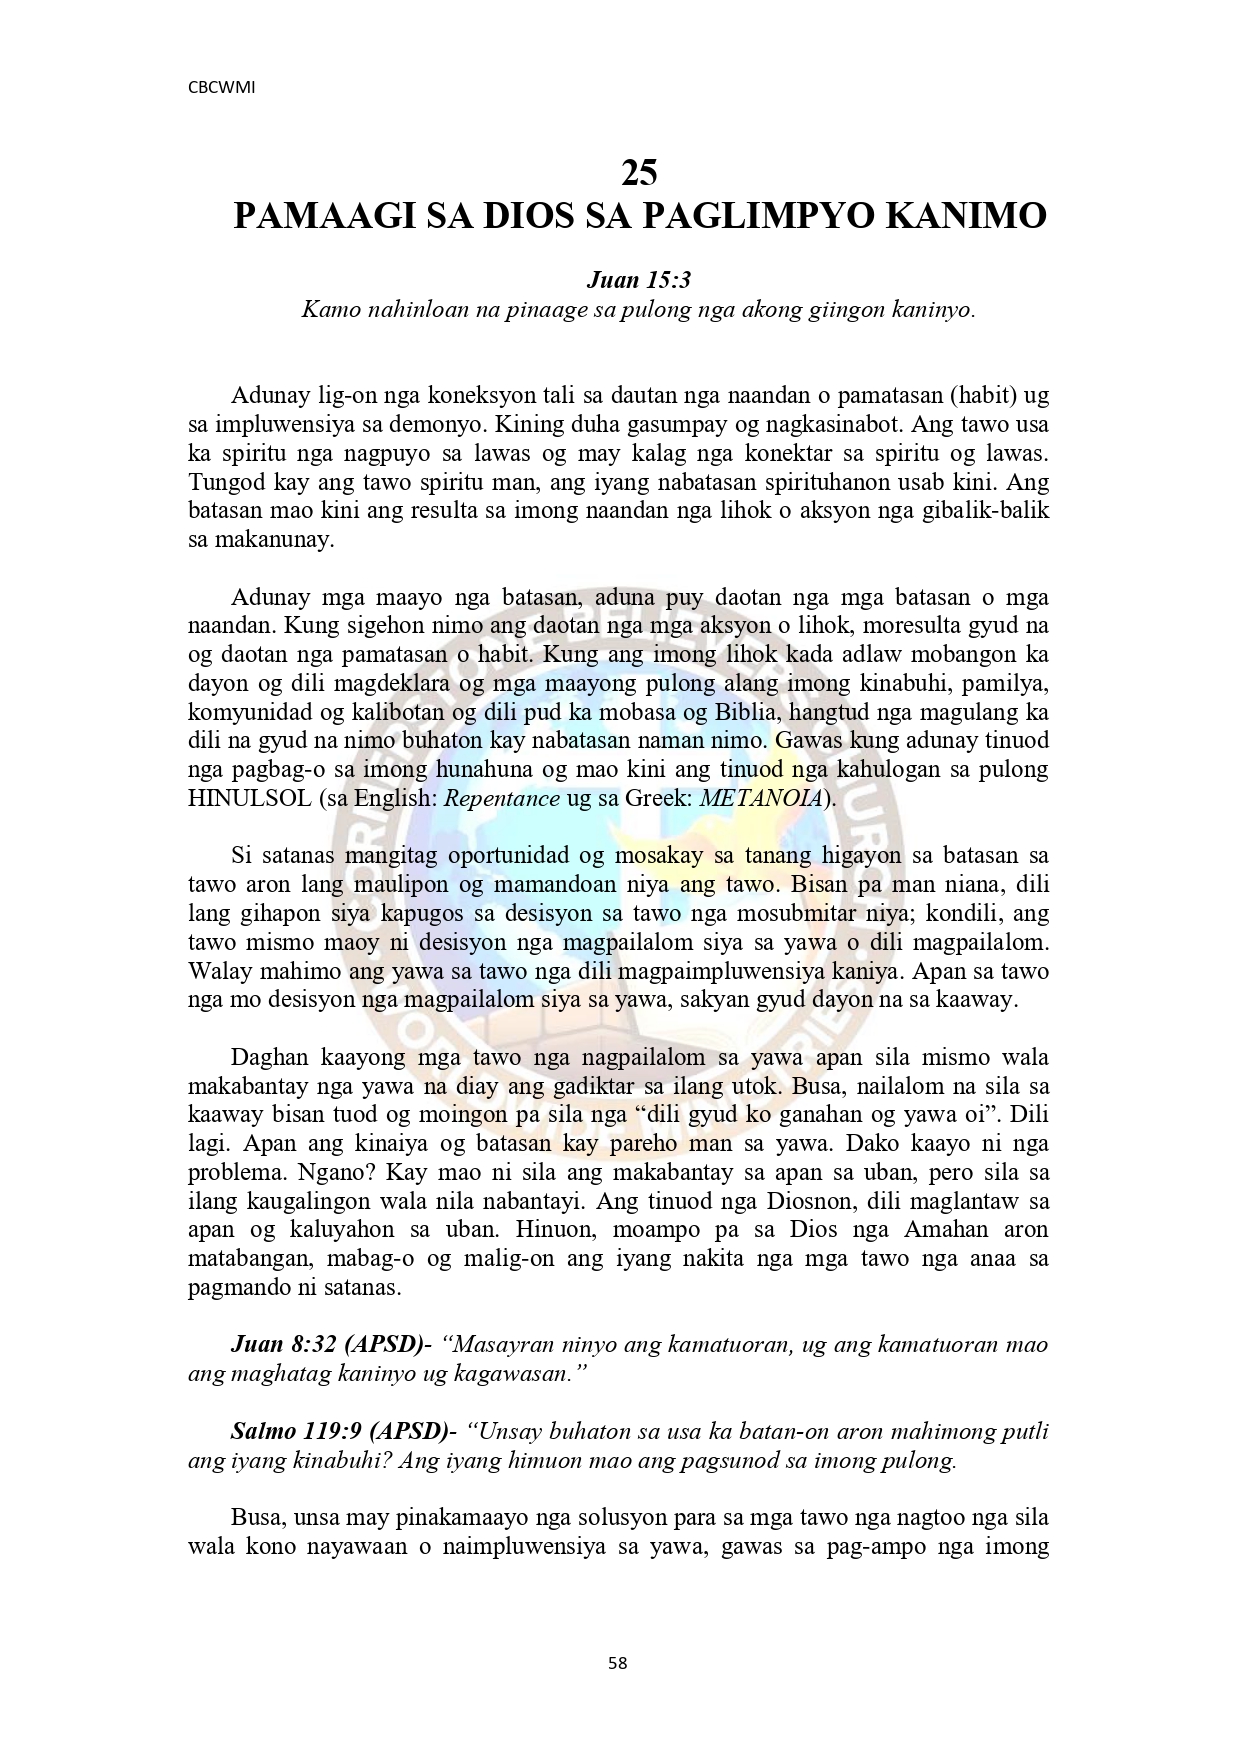 CBCWMI
25
PAMAAGI SA DIOS SA PAGLIMPYO KANIMO
Juan 15:3
Kamo nahinloan na pinaage sa pulong nga akong giingon kaninyo.
Adunay lig-on nga koneksyon tali sa dautan nga naandan o pamatasan (habit) ug
sa impluwensiya sa demonyo. Kining duha gasumpay og nagkasinabot. Ang tawo usa
ka spiritu nga nagpuyo sa lawas og may kalag nga konektar sa spiritu og lawas.
Tungod kay ang tawo spiritu man, ang iyang nabatasan spirituhanon usab kini. Ang
batasan mao kini ang resulta sa imong naandan nga lihok o aksyon nga gibalik-balik
sa makanunay.
Adunay mga maayo nga batasan, aduna puy daotan nga mga batasan o mga
naandan. Kung sigehon nimo ang daotan nga mga aksyon o lihok, moresulta gyud na
og daotan nga pamatasan o habit. Kung ang imong lihok kada adlaw mobangon ka
dayon og dili magdeklara og mga maayong pulong alang imong kinabuhi, pamilya,
komyunidad og kalibotan og dili pud ka mobasa og Biblia, hangtud nga magulang ka
dili na gyud na nimo buhaton kay nabatasan naman nimo. Gawas kung adunay tinuod
nga pagbag-o sa imong hunahuna og mao kini ang tinuod nga kahulogan sa pulong
HINULSOL (sa English: Repentance ug sa Greek: METANOIA).
Si satanas mangitag oportunidad og mosakay sa tanang higayon sa batasan sa
tawo aron lang maulipon og mamandoan niya ang tawo. Bisan pa man niana, dili
lang gihapon siya kapugos sa desisyon sa tawo nga mosubmitar niya; kondili, ang
tawo mismo maoy ni desisyon nga magpailalom siya sa yawa o dili magpailalom.
Walay mahimo ang yawa sa tawo nga dili magpaimpluwensiya kaniya. Apan sa tawo
nga mo desisyon nga magpailalom siya sa yawa, sakyan gyud dayon na sa kaaway.
Daghan kaayong mga tawo nga nagpailalom sa yawa apan sila mismo wala
makabantay nga yawa na diay ang gadiktar sa ilang utok. Busa, nailalom na sila sa
kaaway bisan tuod og moingon pa sila nga “dili gyud ko ganahan og yawa oi”. Dili
lagi. Apan ang kinaiya og batasan kay pareho man sa yawa. Dako kaayo ni nga
problema. Ngano? Kay mao ni sila ang makabantay sa apan sa uban, pero sila sa
ilang kaugalingon wala nila nabantayi. Ang tinuod nga Diosnon, dili maglantaw sa
apan og kaluyahon sa uban. Hinuon, moampo pa sa Dios nga Amahan aron
matabangan, mabag-o og malig-on ang iyang nakita nga mga tawo nga anaa sa
pagmando ni satanas.
Juan 8:32 (APSD)- “Masayran ninyo ang kamatuoran, ug ang kamatuoran mao
ang maghatag kaninyo ug kagawasan.”
Salmo 119:9 (APSD)- “Unsay buhaton sa usa ka batan-on aron mahimong putli
ang iyang kinabuhi? Ang iyang himuon mao ang pagsunod sa imong pulong.
Busa, unsa may pinakamaayo nga solusyon para sa mga tawo nga nagtoo nga sila
wala kono nayawaan o naimpluwensiya sa yawa, gawas sa pag-ampo nga imong
58
CORNERSTONE BELIEVERS CHURCH
WORLDWIDE MINISTRIES